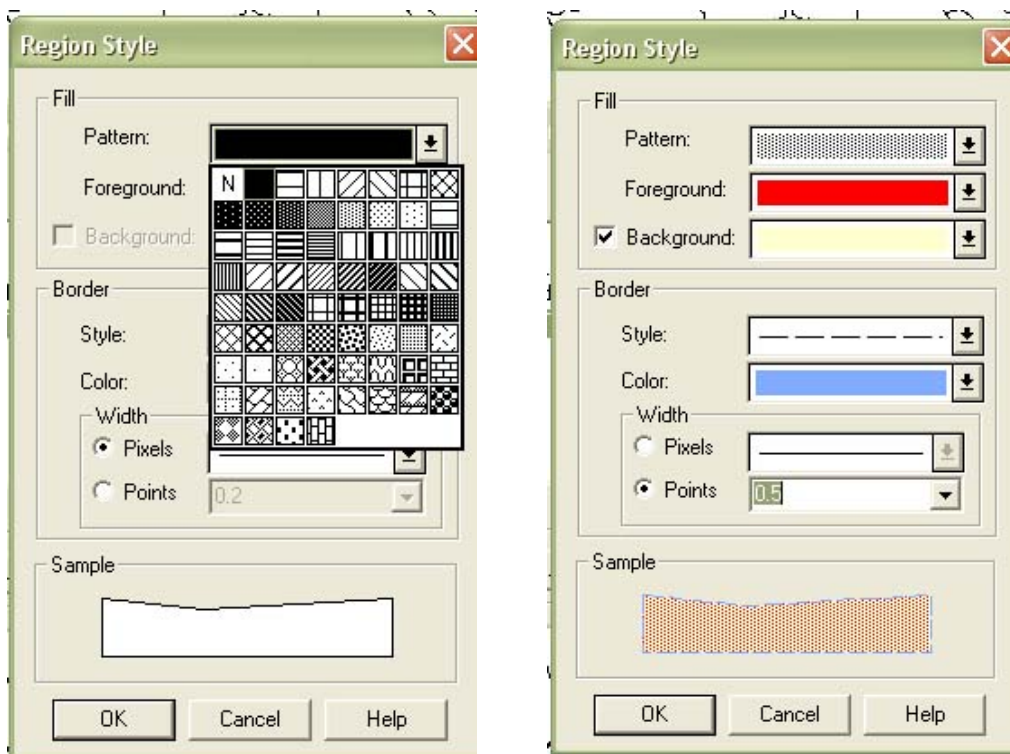 Region Style
Fill
Pattern:
N
Foreground:
Background:
Border
Style:
Color:
Width
Pixels
Points
0.2
Sample
OK Cancel Help
Region Style
Fill
Pattern:
Foreground:
Background:
Border
Style:
Color:
Width
Pixels
Points
0.5
Sample
OK Cancel Help